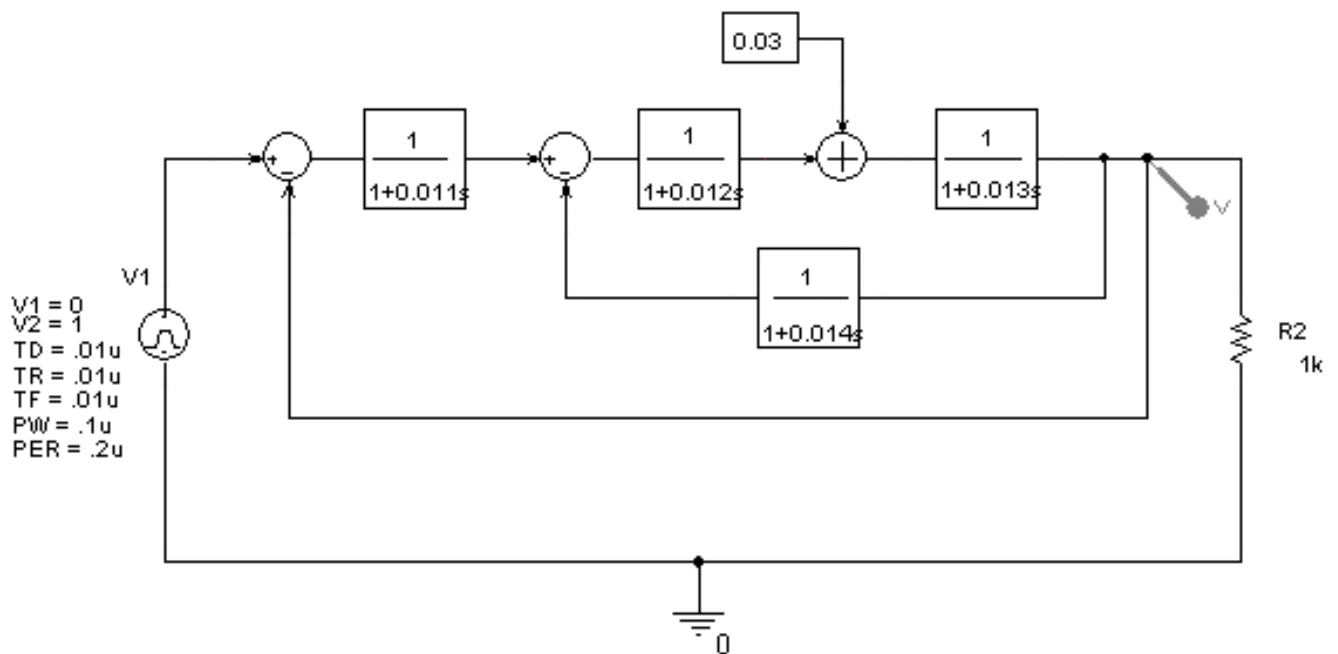 0.03
1
1+0.011s
1
1+0.012s
1
1+0.013s
V
1
1+0.014s
V1
V1 = 0
V2 = 1
TD = .01u
TR = .01u
TF = .01u
PW = .1u
PER = .2u
R2
1k
0